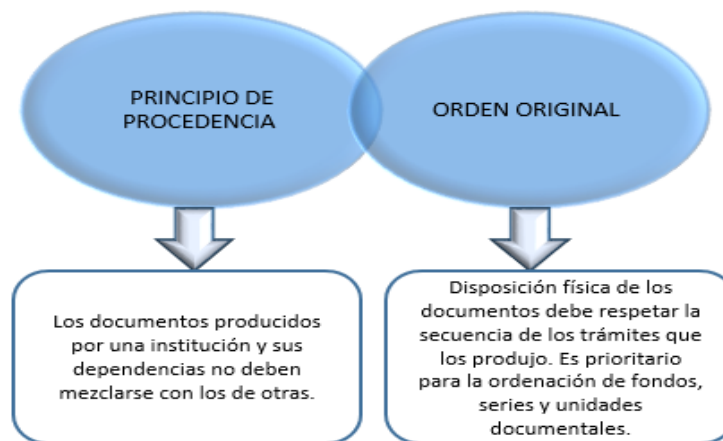 PRINCIPIO DE
PROCEDENCIA
ORDEN ORIGINAL
Los documentos producidos
por una institución y sus
dependencias no deben
mezclarse con los de otras.
Disposición física de los
documentos debe respetar la
secuencia de los trámites que
los produjo. Es prioritario
para la ordenación de fondos,
series y unidades
documentales.